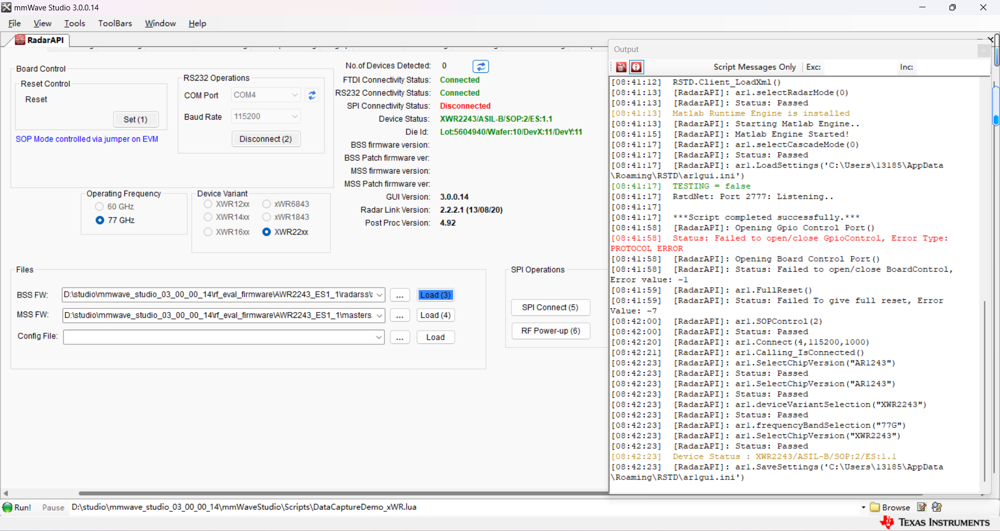 mmWave Studio 3.0.0.14
File View Tools ToolBars Window Help
RadarAPI
Board Control
Reset Control
Reset
Set (1)
SOP Mode controlled via jumper on EVM
RS232 Operations
COM Port COM4
Baud Rate 115200
Disconnect (2)
No.of Devices Detected: 0
FTDI Connectivity Status: Connected
RS232 Connectivity Status: Connected
SPI Connectivity Status: Disconnected
Device Status: XWR2243/ASIL-B/SOP:2/ES:1.1
Die Id: Lot:5604940/Wafer:10/DevX:11/DevY:11
BSS firmware version:
BSS Patch firmware ver:
MSS firmware version:
MSS Patch firmware ver:
GUI Version: 3.0.0.14
Radar Link Version: 2.2.2.1 (13/08/20)
Post Proc Version: 4.92
Operating Frequency
60 GHz
77 GHz
Device Variant
XWR12xx xWR6843
XWR14xx xWR1843
XWR16xx XWR22xx
Files
BSS FW: D:\studio\mmwave_studio_03_00_00_14\rf_eval_firmware\AWR2243_ES1_1\radarss\ ... Load (3)
MSS FW: D:\studio\mmwave_studio_03_00_00_14\rf_eval_firmware\AWR2243_ES1_1\masters ... Load (4)
Config File: ... Load
SPI Operations
SPI Connect (5)
RF Power-up (6)
Output
Script Messages Only Exc: Inc:
[08:41:12] RSTD.Client_LoadXml()
[08:41:13] [RadarAPI]: ar1.selectRadarMode(0)
[08:41:13] [RadarAPI]: Status: Passed
[08:41:13] Matlab Runtime Engine is installed
[08:41:13] [RadarAPI]: Starting Matlab Engine..
[08:41:15] [RadarAPI]: Matlab Engine Started!
[08:41:17] [RadarAPI]: ar1.selectCascadeMode(0)
[08:41:17] [RadarAPI]: Status: Passed
[08:41:17] [RadarAPI]: ar1.LoadSettings('C:\Users\13185\AppData
\Roaming\RSTD\ar1gui.ini')
[08:41:17] TESTING = false
[08:41:17] RstdNet: Port 2777: Listening..
[08:41:17]
[08:41:17] ***Script completed successfully.***
[08:41:58] [RadarAPI]: Opening Gpio Control Port()
[08:41:58] Status: Failed to open/close GpioControl, Error Type:
PROTOCOL ERROR
[08:41:58] [RadarAPI]: Opening Board Control Port()
[08:41:58] [RadarAPI]: Status: Failed to open/close BoardControl,
Error value: -1
[08:41:59] [RadarAPI]: ar1.FullReset()
[08:41:59] [RadarAPI]: Status: Failed To give full reset, Error
Value: -7
[08:42:00] [RadarAPI]: ar1.SOPControl(2)
[08:42:00] [RadarAPI]: Status: Passed
[08:42:20] [RadarAPI]: ar1.Connect(4,115200,1000)
[08:42:21] [RadarAPI]: ar1.Calling_IsConnected()
[08:42:23] [RadarAPI]: ar1.SelectChipVersion("AR1243")
[08:42:23] [RadarAPI]: Status: Passed
[08:42:23] [RadarAPI]: ar1.SelectChipVersion("AR1243")
[08:42:23] [RadarAPI]: Status: Passed
[08:42:23] [RadarAPI]: ar1.deviceVariantSelection("XWR2243")
[08:42:23] [RadarAPI]: Status: Passed
[08:42:23] [RadarAPI]: ar1.frequencyBandSelection("77G")
[08:42:23] [RadarAPI]: ar1.SelectChipVersion("XWR2243")
[08:42:23] [RadarAPI]: Status: Passed
[08:42:23] Device Status : XWR2243/ASIL-B/SOP:2/ES:1.1
[08:42:23] [RadarAPI]: ar1.SaveSettings('C:\Users\13185\AppData
\Roaming\RSTD\ar1gui.ini')
Run! Pause D:\studio\mmwave_studio_03_00_00_14\mmWaveStudio\Scripts\DataCaptureDemo_xWR.lua Browse
TEXAS INSTRUMENTS